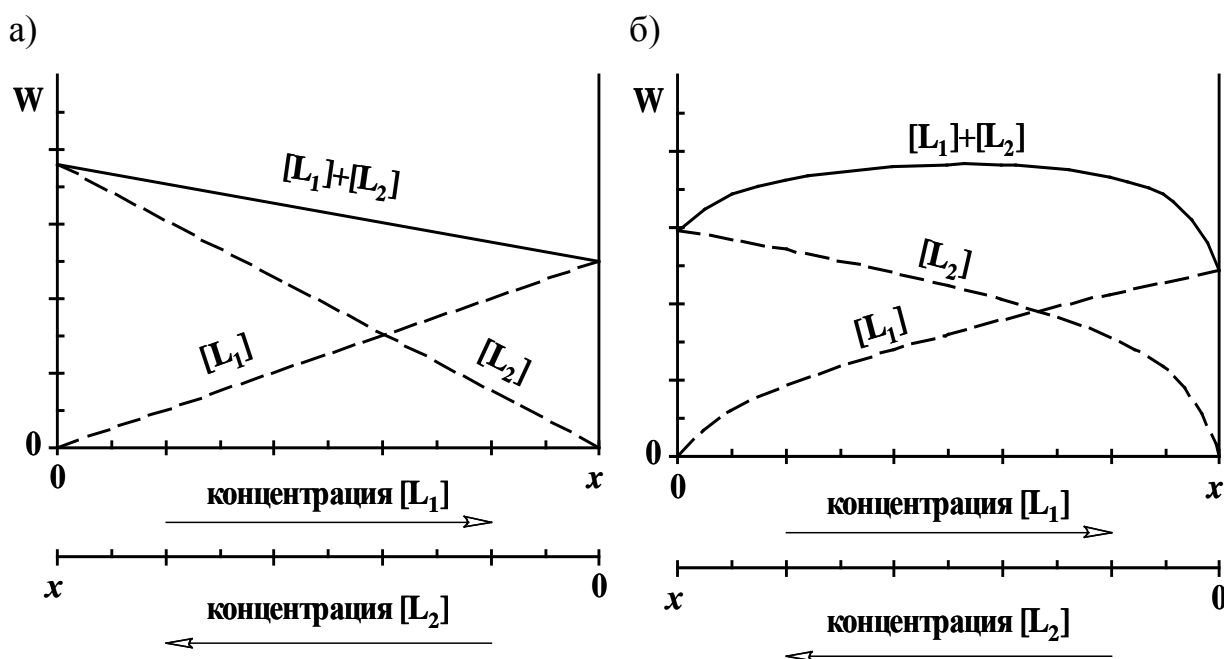 а)
W
[L₁]+[L₂]
[L₁]
[L₂]
0
0
x
концентрация [L₁]
x
0
концентрация [L₂]
б)
W
[L₁]+[L₂]
[L₂]
[L₁]
0
0
x
концентрация [L₁]
x
0
концентрация [L₂]